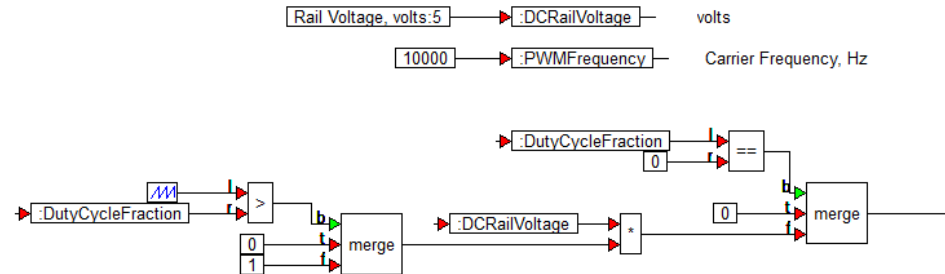 Rail Voltage, volts:5 :DCRailVoltage volts
10000 :PWMFrequency Carrier Frequency, Hz
:DutyCycleFraction l
== 
0 r
l
:DutyCycleFraction r
>
b
0 t merge
1 f
:DCRailVoltage
*
b
0 t merge
f